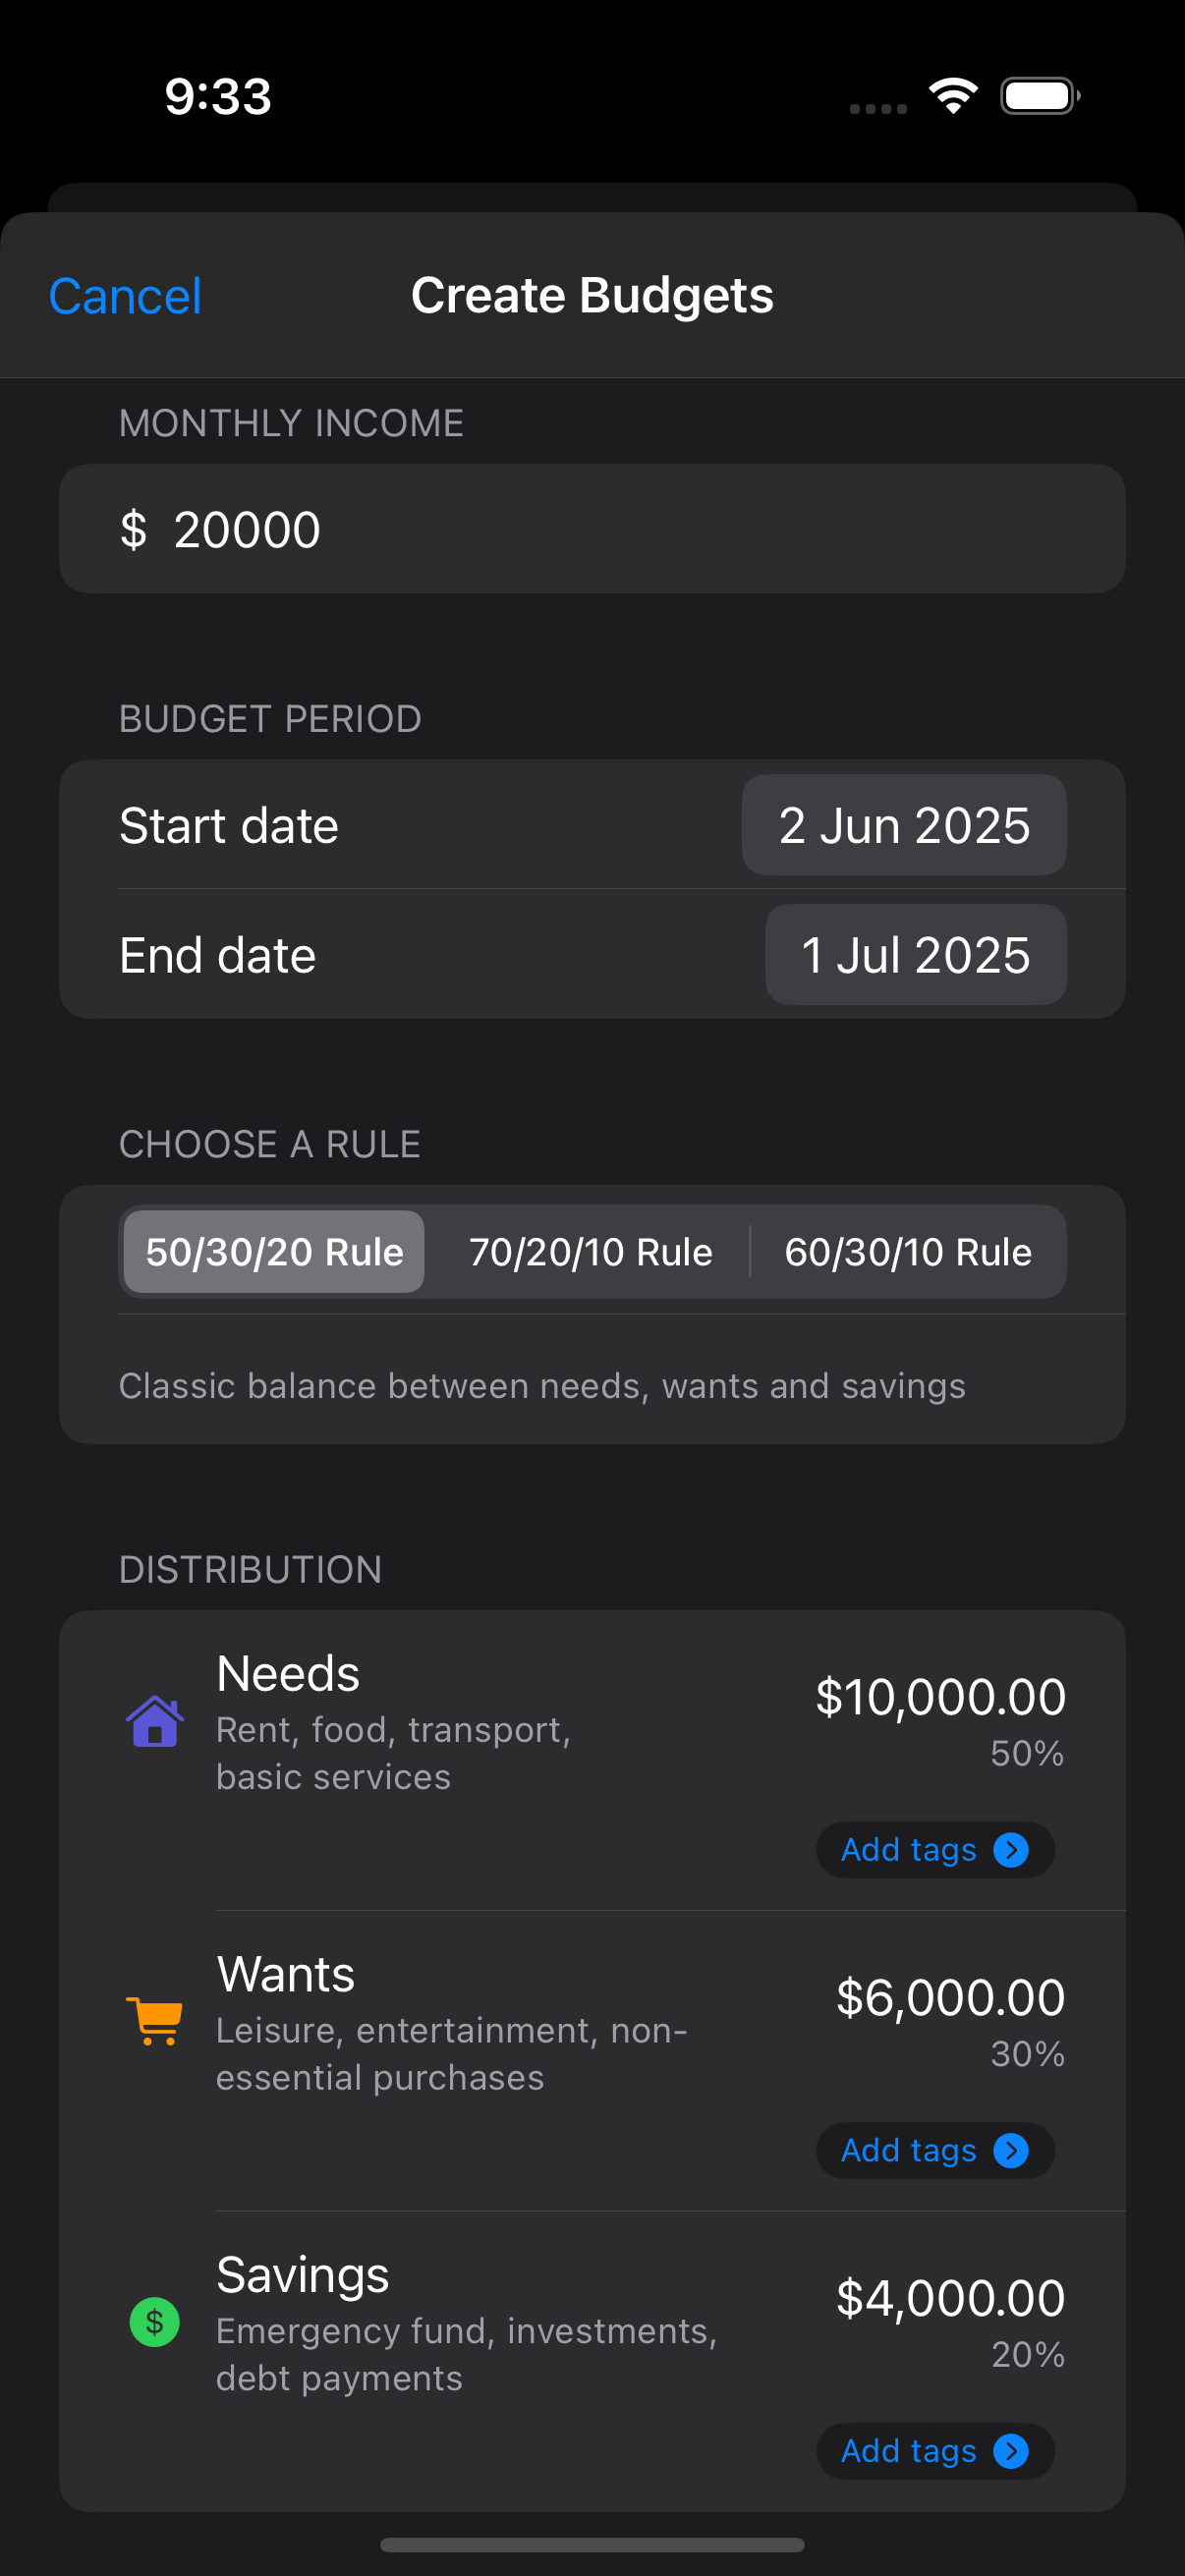 9:33
Cancel
Create Budgets
MONTHLY INCOME
$ 20000
BUDGET PERIOD
Start date
2 Jun 2025
End date
1 Jul 2025
CHOOSE A RULE
50/30/20 Rule
70/20/10 Rule
60/30/10 Rule
Classic balance between needs, wants and savings
DISTRIBUTION
Needs
Rent, food, transport,
basic services
$10,000.00
50%
Add tags
Wants
Leisure, entertainment, non-
essential purchases
$6,000.00
30%
Add tags
$
Savings
Emergency fund, investments,
debt payments
$4,000.00
20%
Add tags